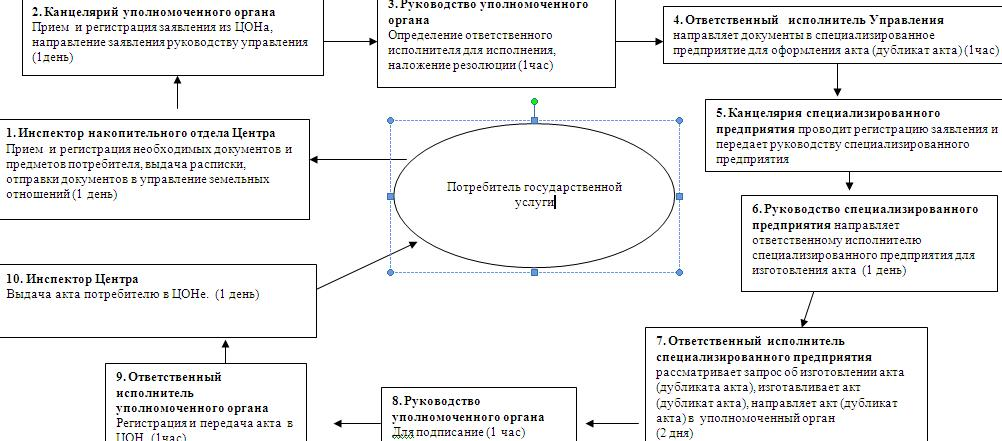 2. Канцелярий уполномоченного органа
Прием и регистрация заявления из ЦОНа,
направление заявления руководству управления
(1день)
3. Руководство уполномоченного
органа
Определение ответственного
исполнителя для исполнения,
наложение резолюции (1час)
4. Ответственный исполнитель Управления
направляет документы в специализированное
предприятие для оформления акта (дубликат акта) (1час)
5. Канцелярия специализированного
предприятия проводит регистрацию заявления и
передает руководству специализированного
предприятия
6. Руководство специализированного
предприятия направляет
ответственному исполнителю
специализированного предприятия для
изготовления акта (1 день)
7. Ответственный исполнитель
специализированного предприятия
рассматривает запрос об изготовлении акта
(дубликата акта), изготавливает акт
(дубликат акта), направляет акт (дубликат
акта) в уполномоченный орган
(2 дня)
8. Руководство
уполномоченного органа
Для подписание (1 час)
9. Ответственный
исполнитель
уполномоченного органа
Регистрация и передача акта в
ЦОН (1час)
10. Инспектор Центра
Выдача акта потребителю в ЦОНе. (1 день)
1. Инспектор накопительного отдела Центра
Прием и регистрация необходимых документов и
предметов потребителя, выдача расписки,
отправки документов в управление земельных
отношений (1 день)
Потребитель государственной
услуги